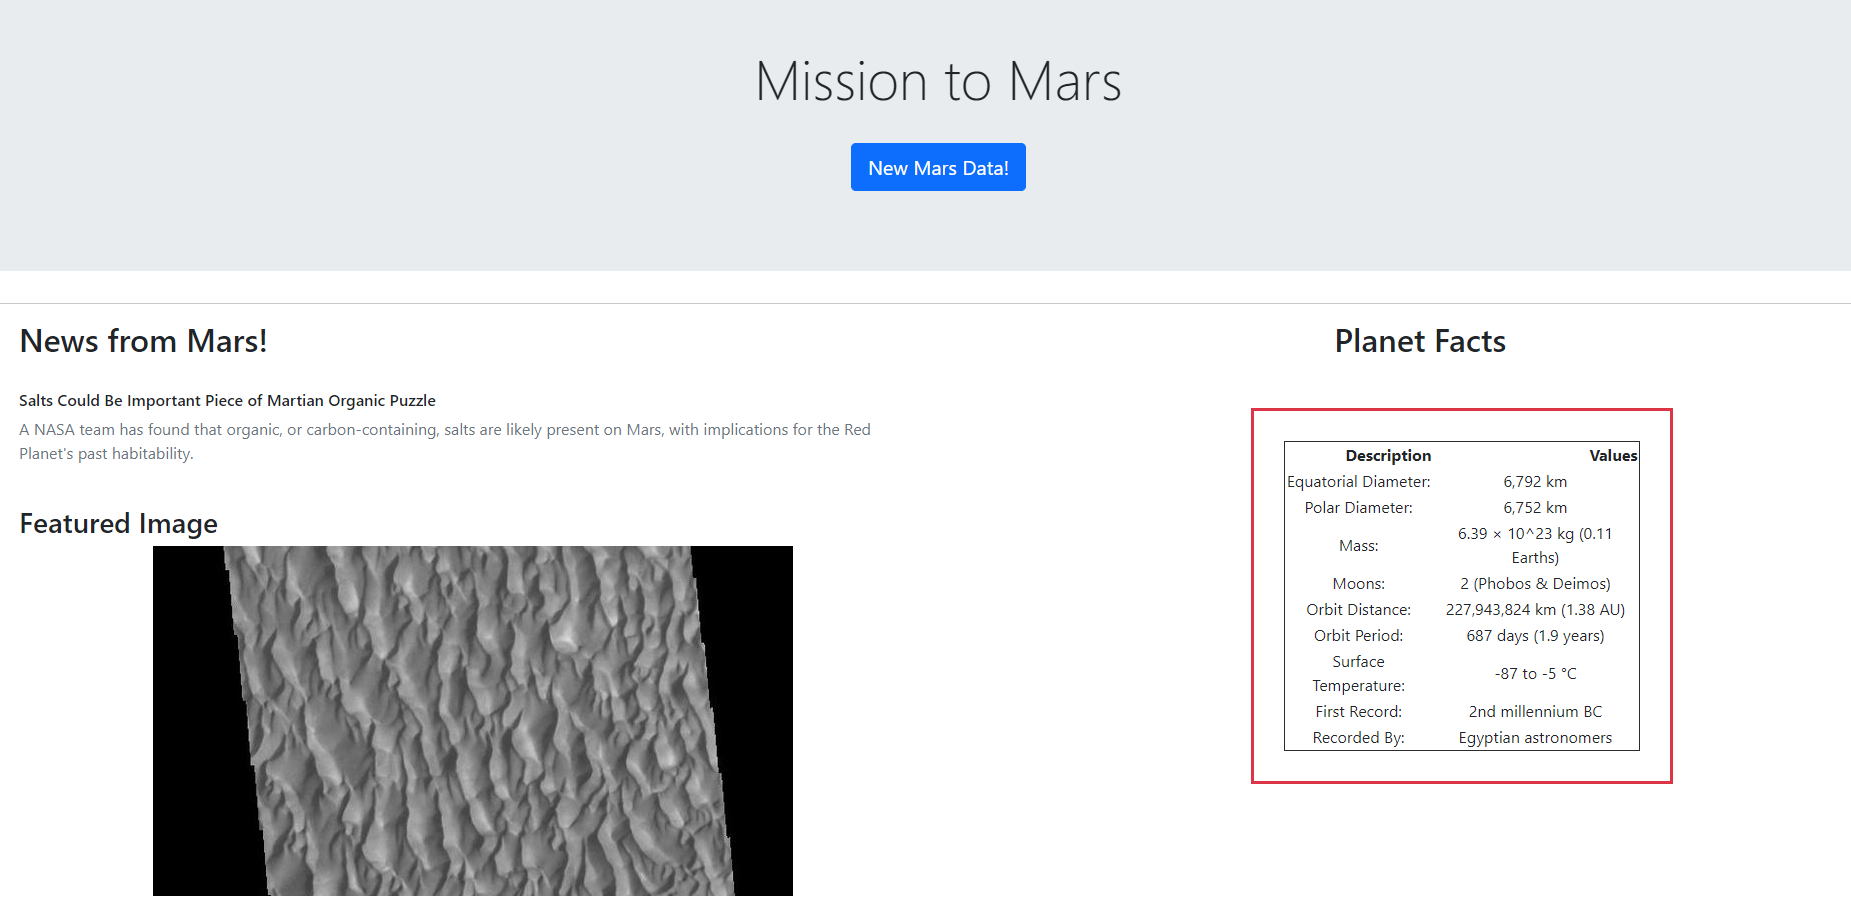 Mission to Mars
New Mars Data!
News from Mars!
Salts Could Be Important Piece of Martian Organic Puzzle
A NASA team has found that organic, or carbon-containing, salts are likely present on Mars, with implications for the Red
Planet's past habitability.
Featured Image
Planet Facts
Description Values
Equatorial Diameter: 6,792 km
Polar Diameter: 6,752 km
Mass: 6.39 × 10^23 kg (0.11
Earths)
Moons: 2 (Phobos & Deimos)
Orbit Distance: 227,943,824 km (1.38 AU)
Orbit Period: 687 days (1.9 years)
Surface
Temperature: -87 to -5 °C
First Record: 2nd millennium BC
Recorded By: Egyptian astronomers